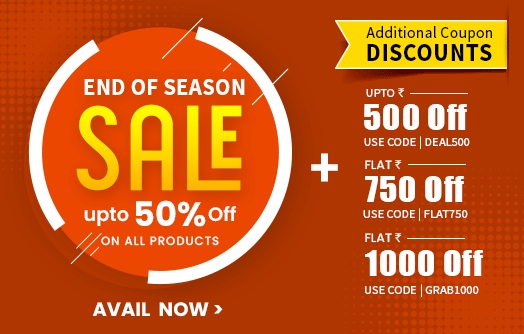 END OF SEASON
SALE
upto 50% Off
ON ALL PRODUCTS
AVAIL NOW >
+
Additional Coupon
DISCOUNTS
UPTO ₹
500 Off
USE CODE | DEAL500
FLAT ₹
750 Off
USE CODE | FLAT750
FLAT ₹
1000 Off
USE CODE | GRAB1000